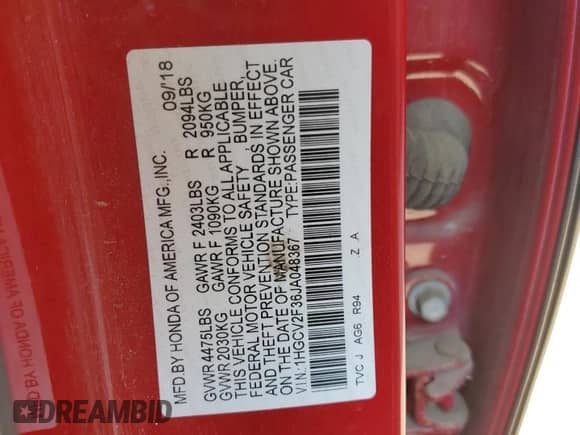 MFD.BY HONDA OF AMERICA MFG.,INC. 09/'18
GVWR 4475LBS GAWR F 2403LBS R 2094LBS
GVWR 2030KG GAWR F 1090KG R 950KG
THIS VEHICLE CONFORMS TO ALL APPLICABLE
FEDERAL MOTOR VEHICLE SAFETY , BUMPER,
AND THEFT PREVENTION STANDARDS IN EFFECT
ON THE DATE OF MANUFACTURE SHOWN ABOVE.
V.I.N.:1HGCV2F36JA048367 TYPE:PASSENGER CAR
TVC J AG6 R94 .Z A
DREAMBID